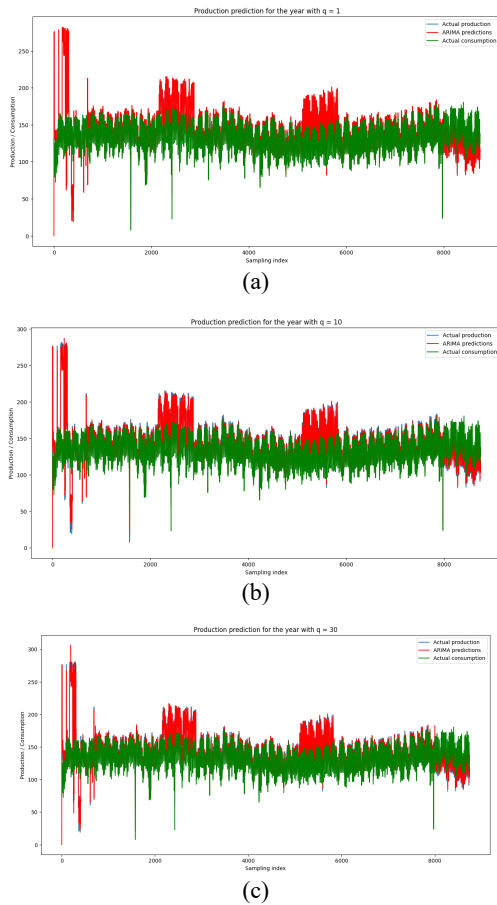 Production prediction for the year with q = 1
Actual production
ARIMA predictions
Actual consumption
250
200
150
100
50
0
Production / Consumption
0 2000 4000 6000 8000
Sampling index
(a)
Production prediction for the year with q = 10
Actual production
ARIMA predictions
Actual consumption
300
250
200
150
100
50
0
Production / Consumption
0 2000 4000 6000 8000
Sampling index
(b)
Production prediction for the year with q = 30
Actual production
ARIMA predictions
Actual consumption
300
250
200
150
100
50
0
Production / Consumption
0 2000 4000 6000 8000
Sampling index
(c)